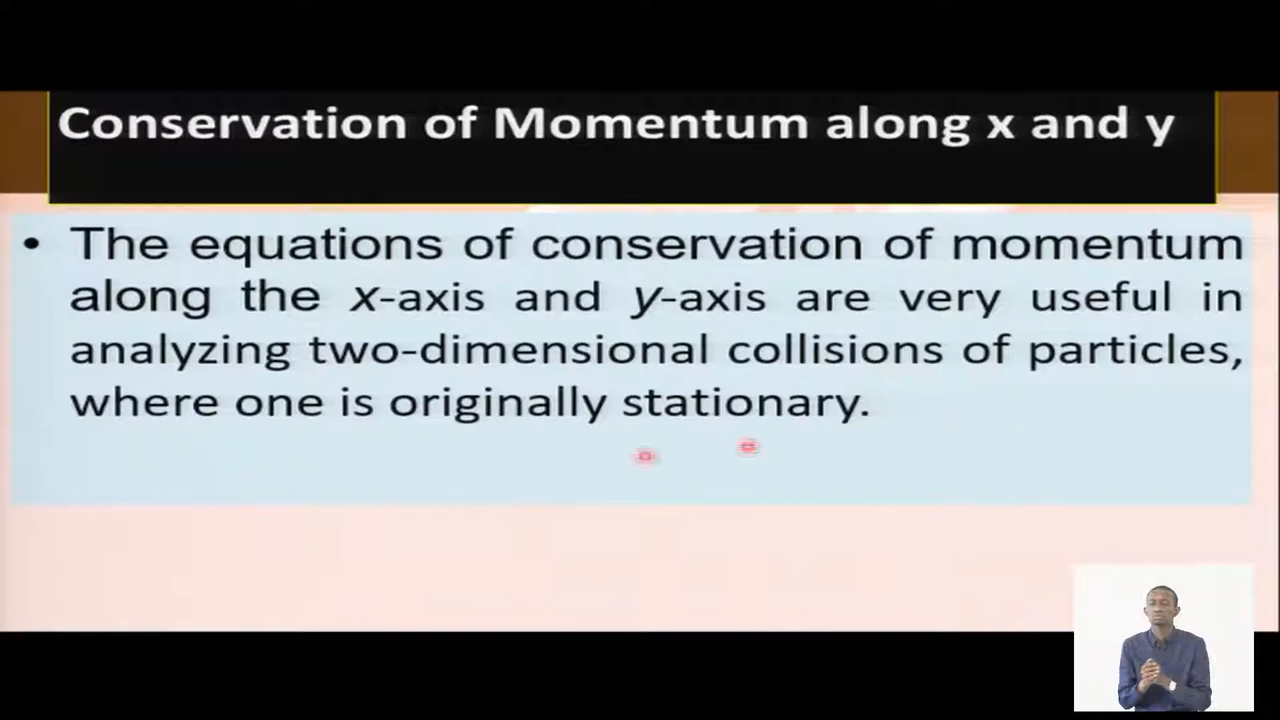 Conservation of Momentum along x and y
• The equations of conservation of momentum
along the x-axis and y-axis are very useful in
analyzing two-dimensional collisions of particles,
where one is originally stationary.